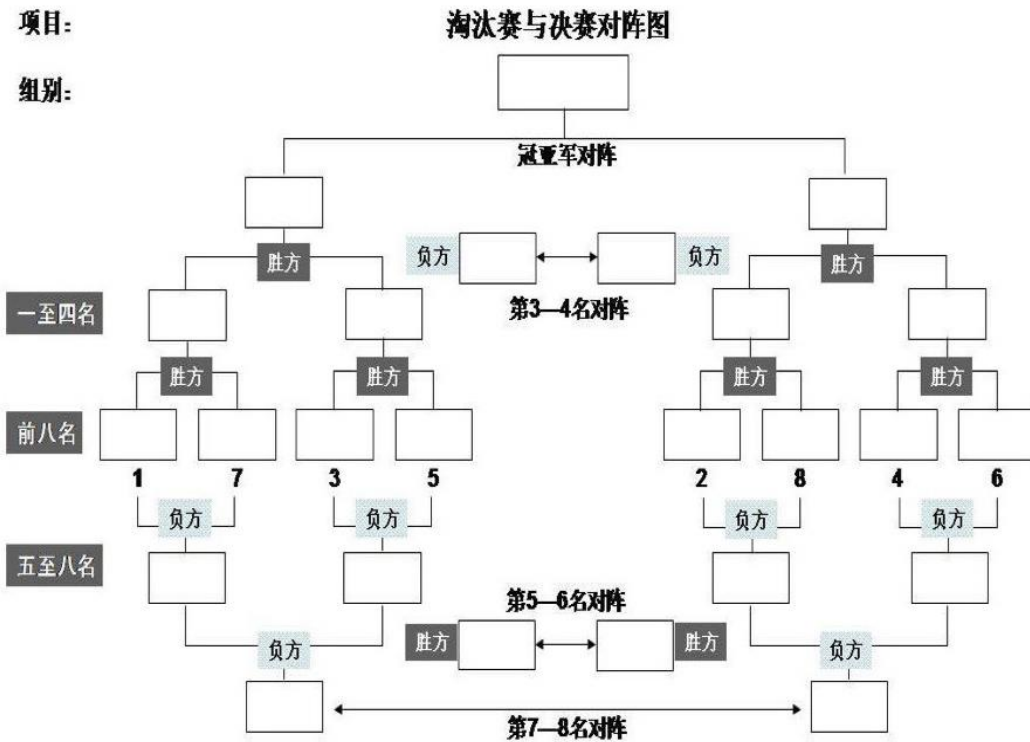 项目:
淘汰赛与决赛对阵图
组别:
冠亚军对阵
胜方
负方
负方
胜方
第3—4名对阵
一至四名
胜方
胜方
胜方
胜方
前八名
1
7
3
5
2
8
4
6
负方
负方
负方
负方
五至八名
第5—6名对阵
负方
胜方
胜方
负方
第7—8名对阵